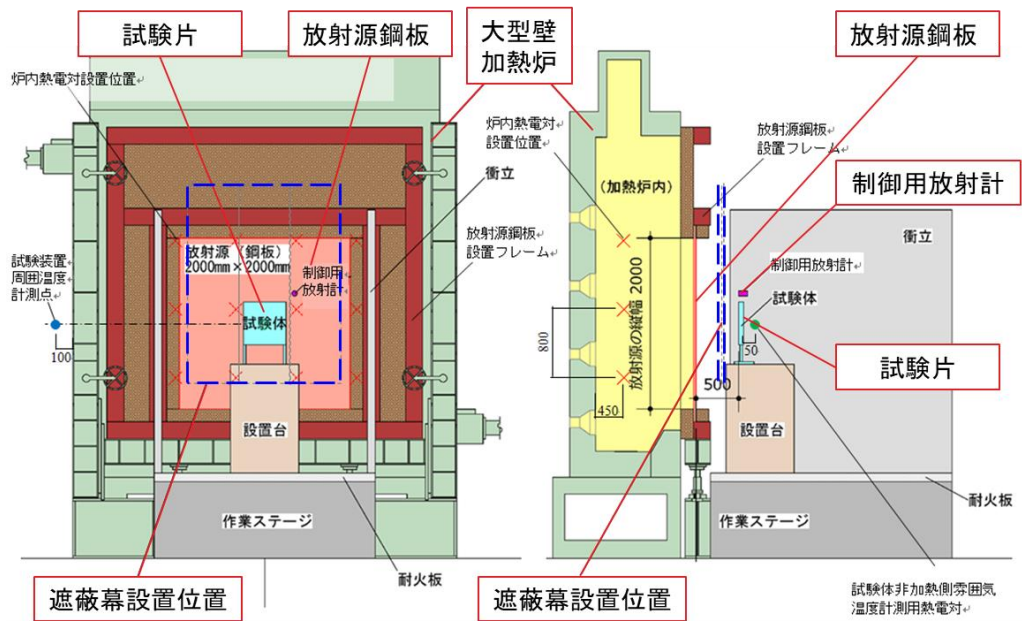 試験片
放射源鋼板
大型壁
加熱炉
放射源鋼板
炉内熱電対設置位置
炉内熱電対
設置位置
放射源鋼板
設置フレーム
制御用放射計
(加熱炉内)
衝立
衝立
放射源鋼板
設置フレーム
放射源(鋼板)
2000mm×2000mm
制御用
放射計
制御用放射計
試験装置
周囲温度
計測点
試験体
試験体
放射源の縦幅 2000
800
50
100
試験片
500
450
設置台
設置台
耐火板
作業ステージ
作業ステージ
耐火板
遮蔽幕設置位置
遮蔽幕設置位置
試験体非加熱側雰囲気
温度計測用熱電対